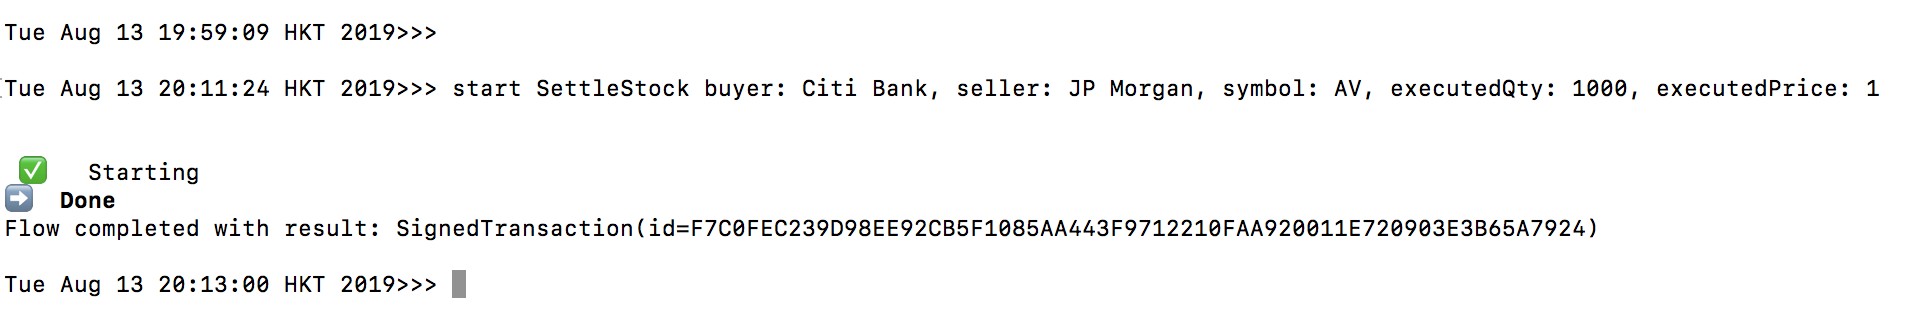 Tue Aug 13 19:59:09 HKT 2019>>>
Tue Aug 13 20:11:24 HKT 2019>>> start SettleStock buyer: Citi Bank, seller: JP Morgan, symbol: AV, executedQty: 1000, executedPrice: 1
Starting
Done
Flow completed with result: SignedTransaction(id=F7C0FEC239D98EE92CB5F1085AA443F9712210FAA920011E720903E3B65A7924)
Tue Aug 13 20:13:00 HKT 2019>>>